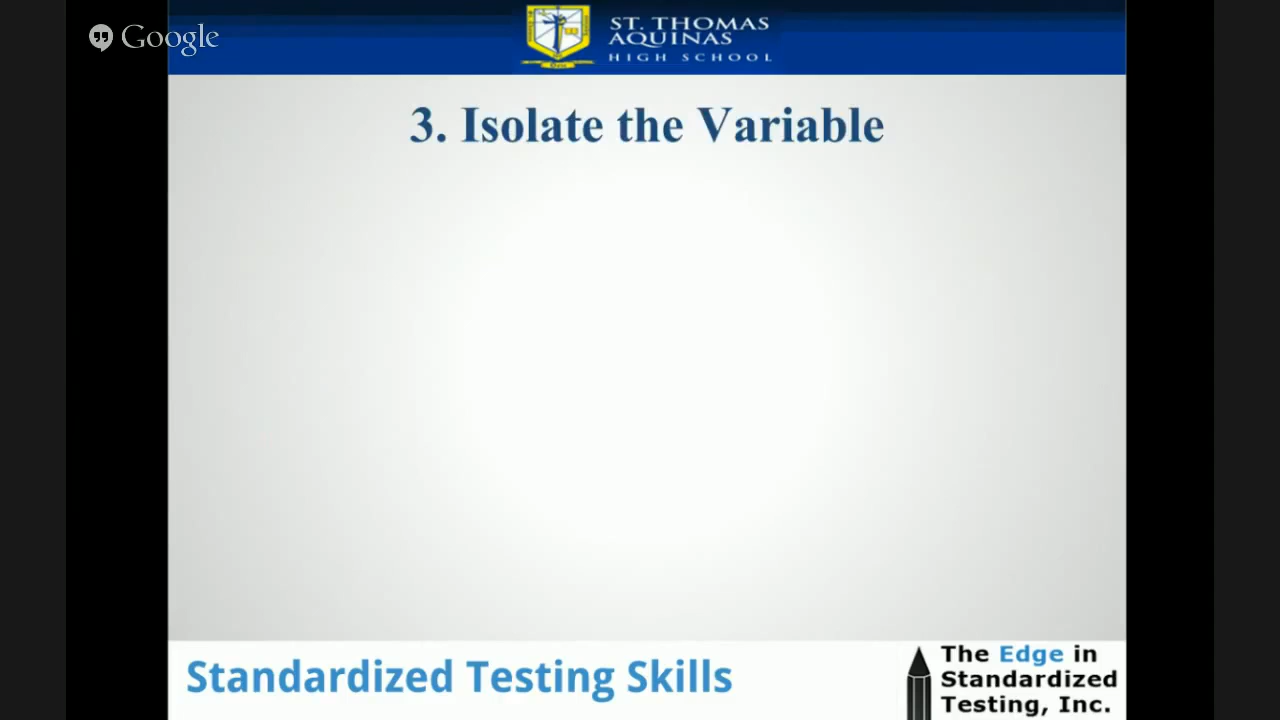 Google
ST. THOMAS
AQUINAS
HIGH SCHOOL
3. Isolate the Variable
Standardized Testing Skills
The Edge in
Standardized
Testing, Inc.